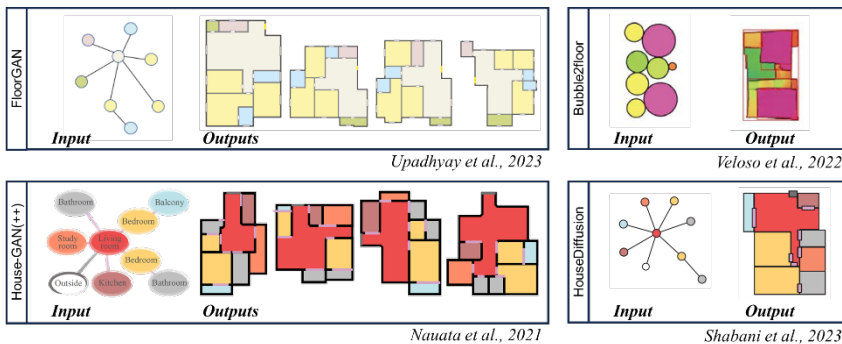 FloorGAN
Input
Outputs
Upadhyay et al., 2023
Bubble2floor
Input
Output
Veloso et al., 2022
House-GAN(++)
Bathroom
Balcony
Bedroom
Study
room
Living
room
Bedroom
Outside
Kitchen
Bathroom
Input
Outputs
Nauata et al., 2021
HouseDiffusion
Input
Output
Shabani et al., 2023